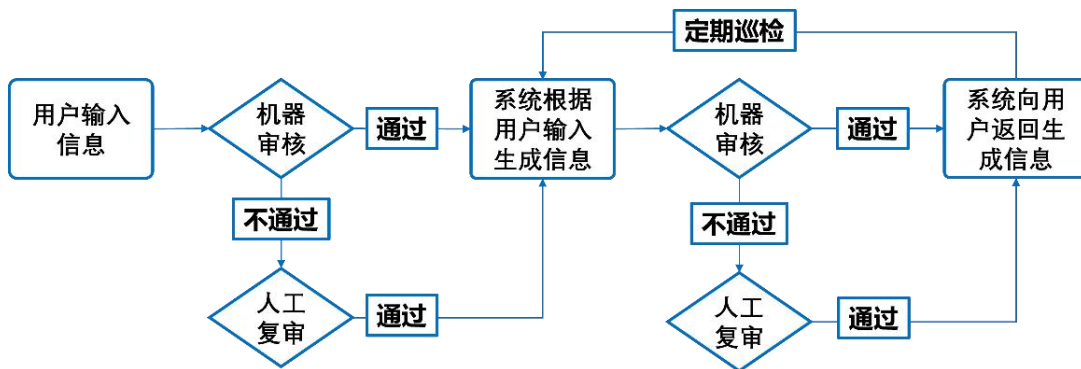 定期巡检
用户输入
信息
机器
审核
通过
系统根据
用户输入
生成信息
机器
审核
通过
系统向用
户返回生
成信息
不通过
不通过
人工
复审
通过
人工
复审
通过